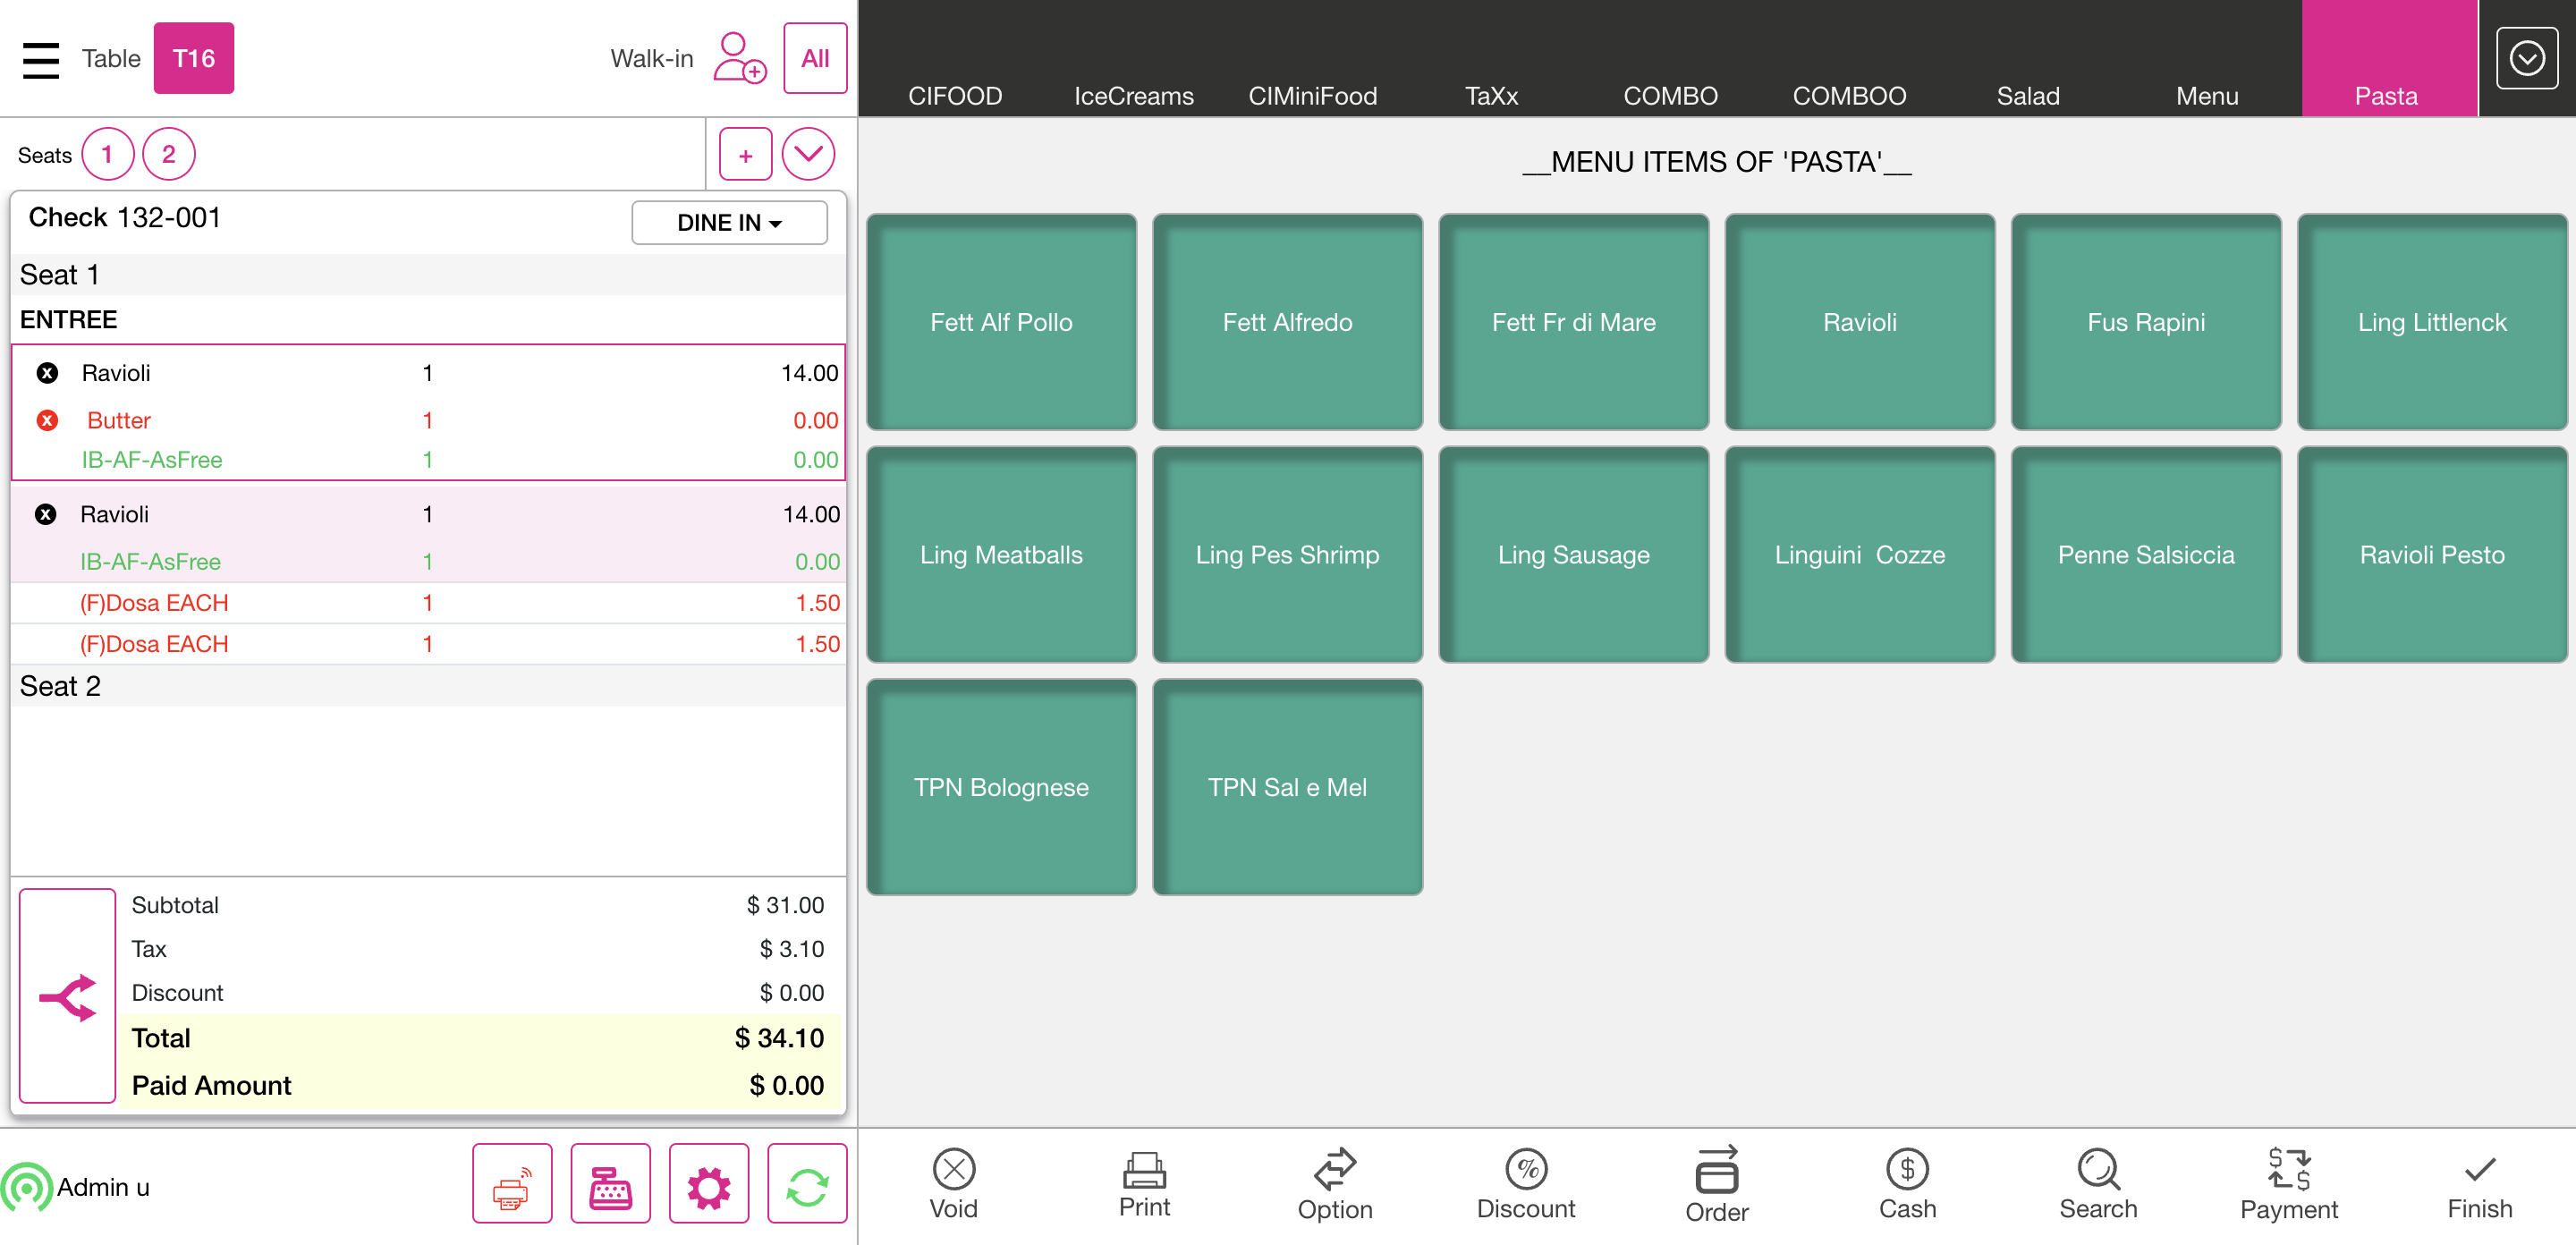 Table T16 Walk-in All
CIFOOD IceCreams CIMiniFood TaXx COMBO COMBOO Salad Menu Pasta
Seats 1 2 +
Check 132-001 DINE IN
Seat 1
ENTREE
x Ravioli 1 14.00
x Butter 1 0.00
IB-AF-AsFree 1 0.00
x Ravioli 1 14.00
IB-AF-AsFree 1 0.00
(F)Dosa EACH 1 1.50
(F)Dosa EACH 1 1.50
Seat 2
Subtotal $ 31.00
Tax $ 3.10
Discount $ 0.00
Total $ 34.10
Paid Amount $ 0.00
Admin u
__MENU ITEMS OF 'PASTA'__
Fett Alf Pollo Fett Alfredo Fett Fr di Mare Ravioli Fus Rapini Ling Littlenck
Ling Meatballs Ling Pes Shrimp Ling Sausage Linguini  Cozze Penne Salsiccia Ravioli Pesto
TPN Bolognese TPN Sal e Mel
Void Print Option Discount Order Cash Search Payment Finish